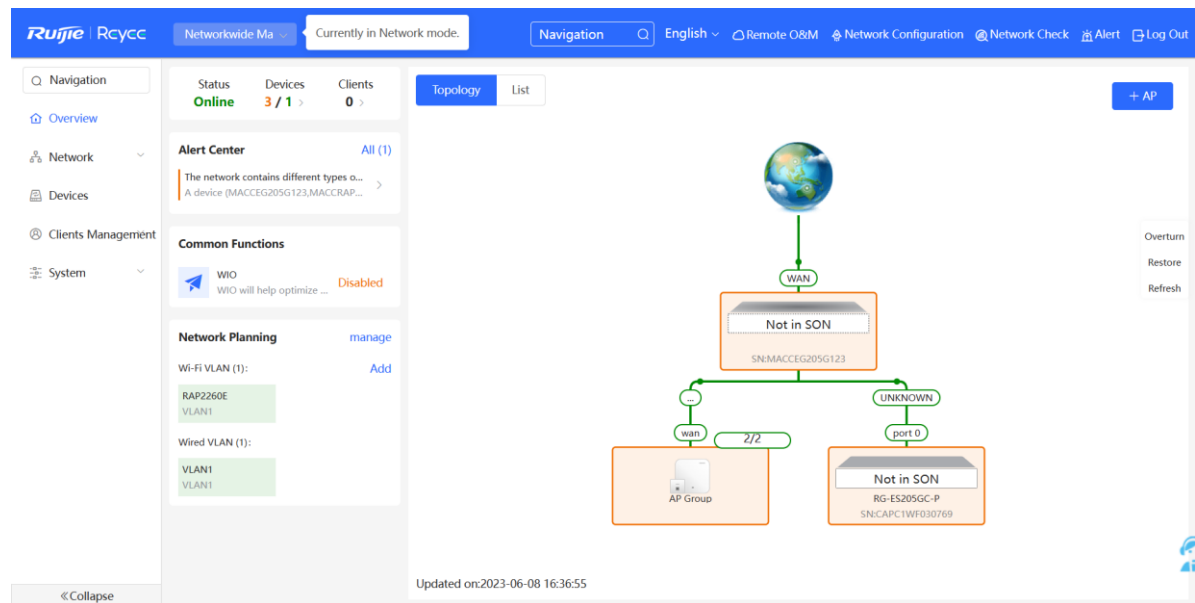 Ruijie | Rcycc
Networkwide Ma
Currently in Network mode.
Navigation
English
Remote O&M
Network Configuration
Network Check
Alert
Log Out
Navigation
Overview
Network
Devices
Clients Management
System
«Collapse
Status Devices Clients
Online 3 / 1 > 0 >
Alert Center All (1)
The network contains different types o...
A device (MACCEG205G123,MACCRAP...
Common Functions
WIO
WIO will help optimize ...
Disabled
Network Planning manage
Wi-Fi VLAN (1): Add
RAP2260E
VLAN1
Wired VLAN (1):
VLAN1
VLAN1
Topology List
+ AP
Overturn
Restore
Refresh
WAN
Not in SON
SN:MACCEG205G123
... UNKNOWN
wan 2/2 port 0
AP Group
Not in SON
RG-ES205GC-P
SN:CAPC1WF030769
Updated on:2023-06-08 16:36:55